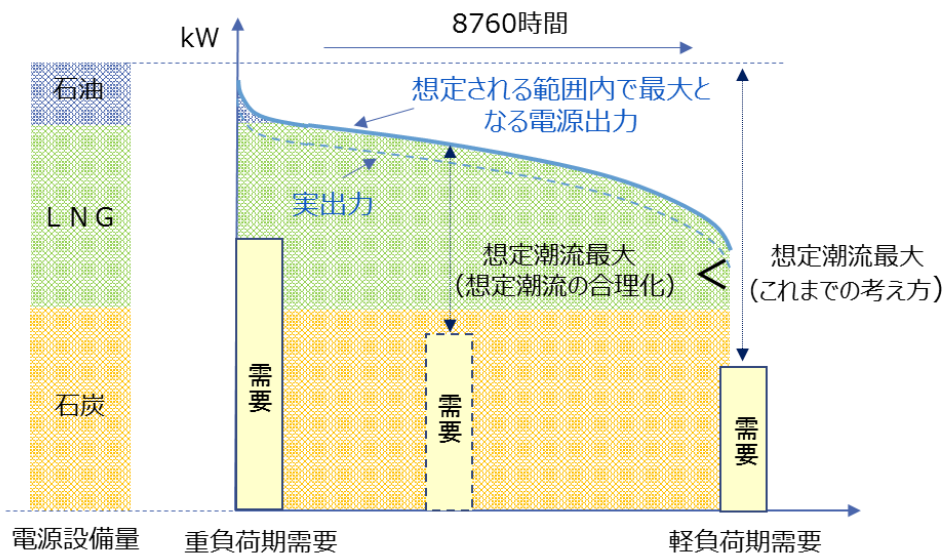 kW
8760時間
石油
想定される範囲内で最大と
なる電源出力
LNG
実出力
想定潮流最大
(想定潮流の合理化)
<
想定潮流最大
(これまでの考え方)
石炭
需要
需要
需要
電源設備量
重負荷期需要
軽負荷期需要